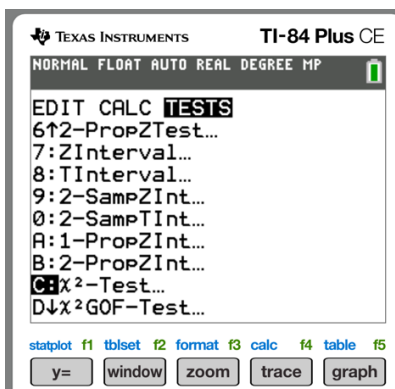 TEXAS INSTRUMENTS TI-84 Plus CE
NORMAL FLOAT AUTO REAL DEGREE MP
EDIT CALC TESTS
6↑2-PropZTest…
7:ZInterval…
8:TInterval…
9:2-SampZInt…
0:2-SampTInt…
A:1-PropZInt…
B:2-PropZInt…
C:χ²-Test…
D↓χ²GOF-Test…
statplot f1 tblset f2 format f3 calc f4 table f5
y= window zoom trace graph